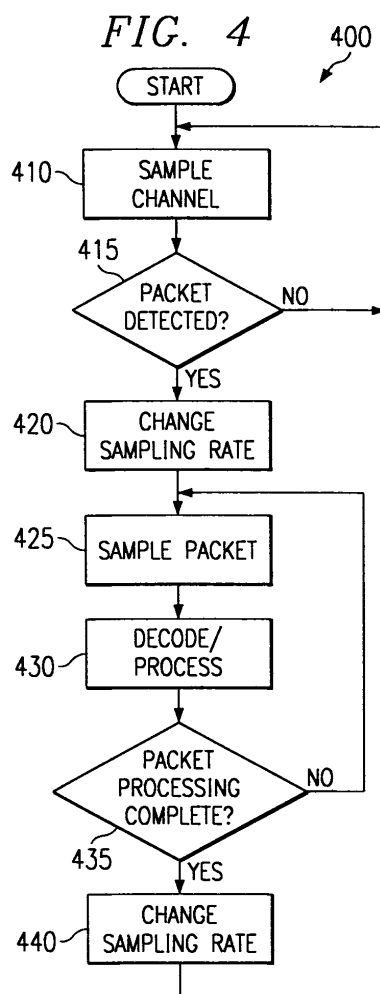 FIG. 4
400
START
410
SAMPLE
CHANNEL
415
PACKET
DETECTED?
NO
YES
420
CHANGE
SAMPLING RATE
425
SAMPLE PACKET
430
DECODE/
PROCESS
PACKET
PROCESSING
COMPLETE?
NO
435
YES
440
CHANGE
SAMPLING RATE